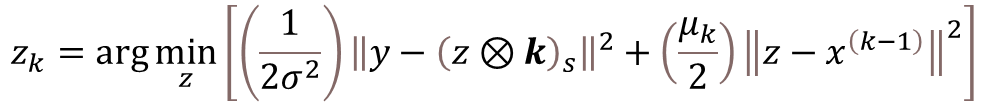 z_k = arg min_z [ ( 1 / 2σ² ) ‖y − (z ⊗ 𝒌)_s‖² + ( μ_k / 2 ) ‖z − x^(k−1)‖² ]